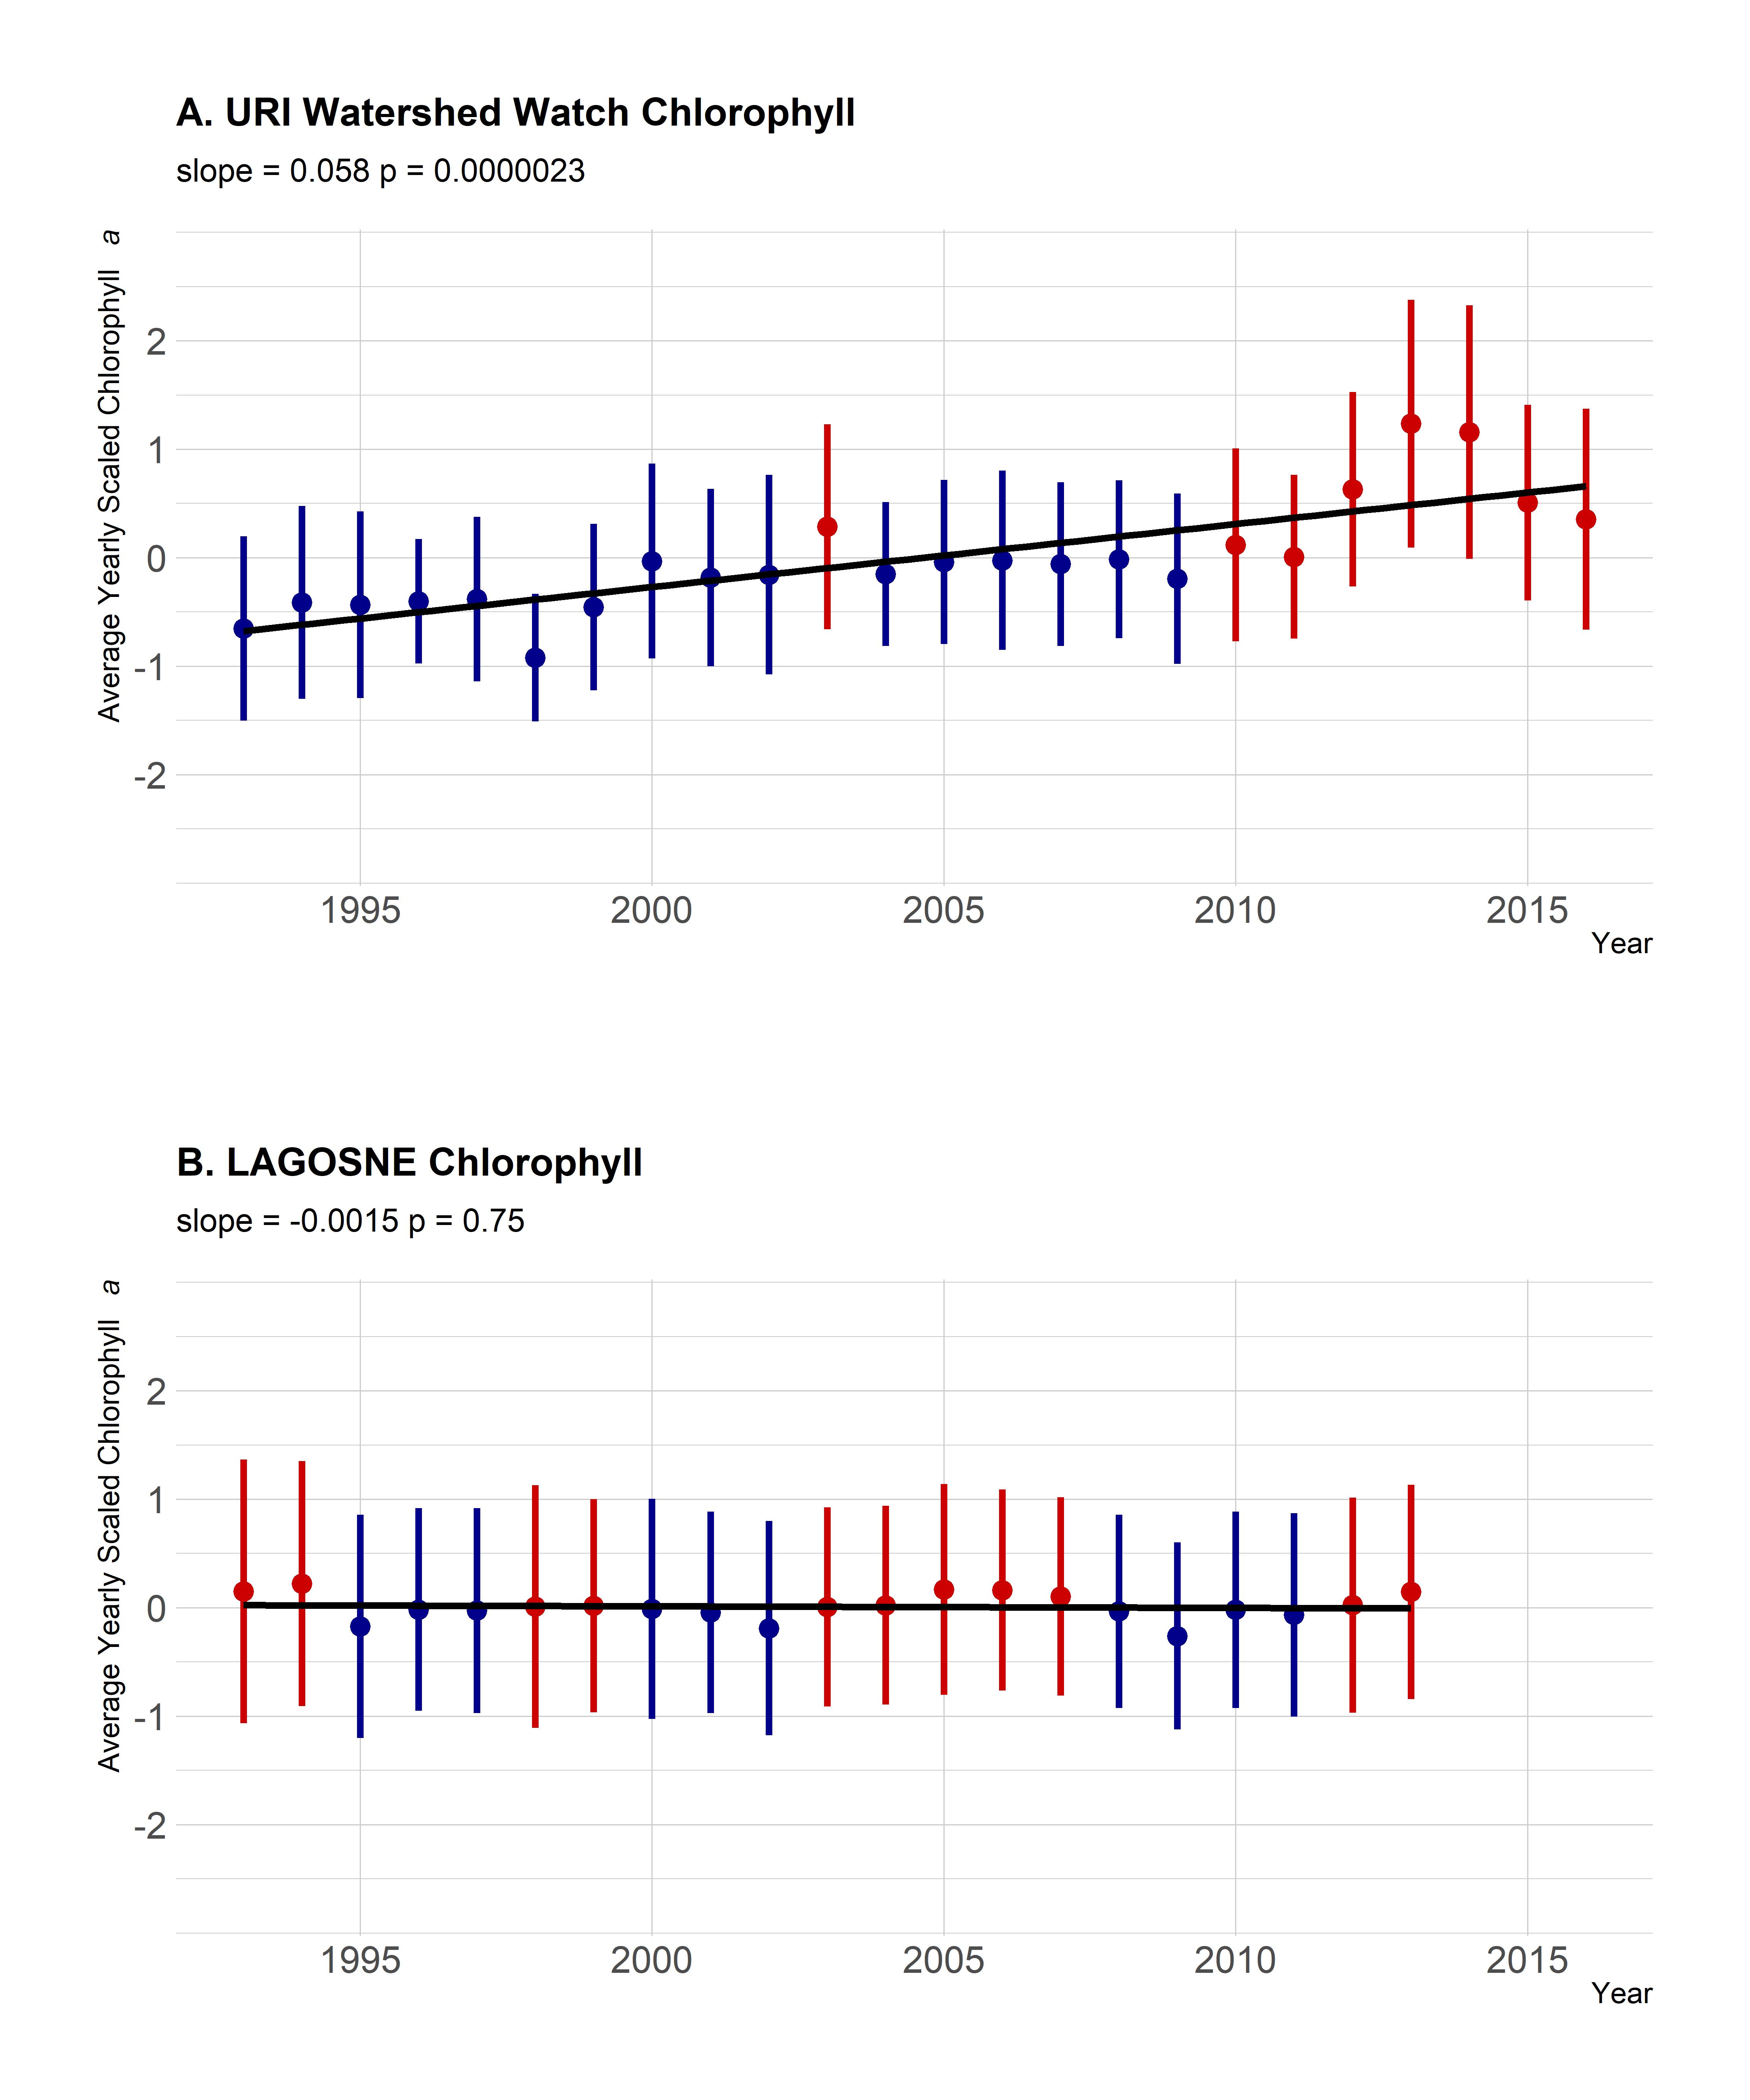 A. URI Watershed Watch Chlorophyll
slope = 0.058 p = 0.0000023
Average Yearly Scaled Chlorophyll a
2
1
0
-1
-2
1995 2000 2005 2010 2015
Year
B. LAGOSNE Chlorophyll
slope = -0.0015 p = 0.75
Average Yearly Scaled Chlorophyll a
2
1
0
-1
-2
1995 2000 2005 2010 2015
Year